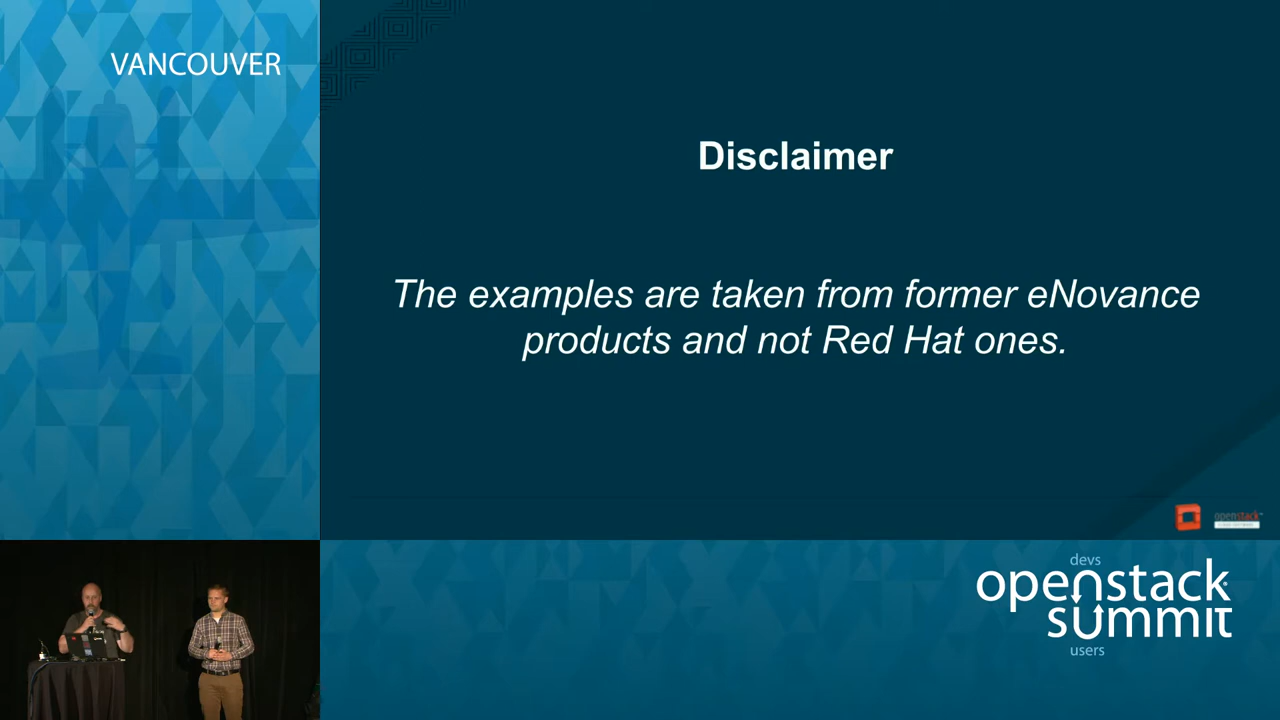 VANCOUVER
Disclaimer
The examples are taken from former eNovance
products and not Red Hat ones.
openstack
devs
openstack
summit
users